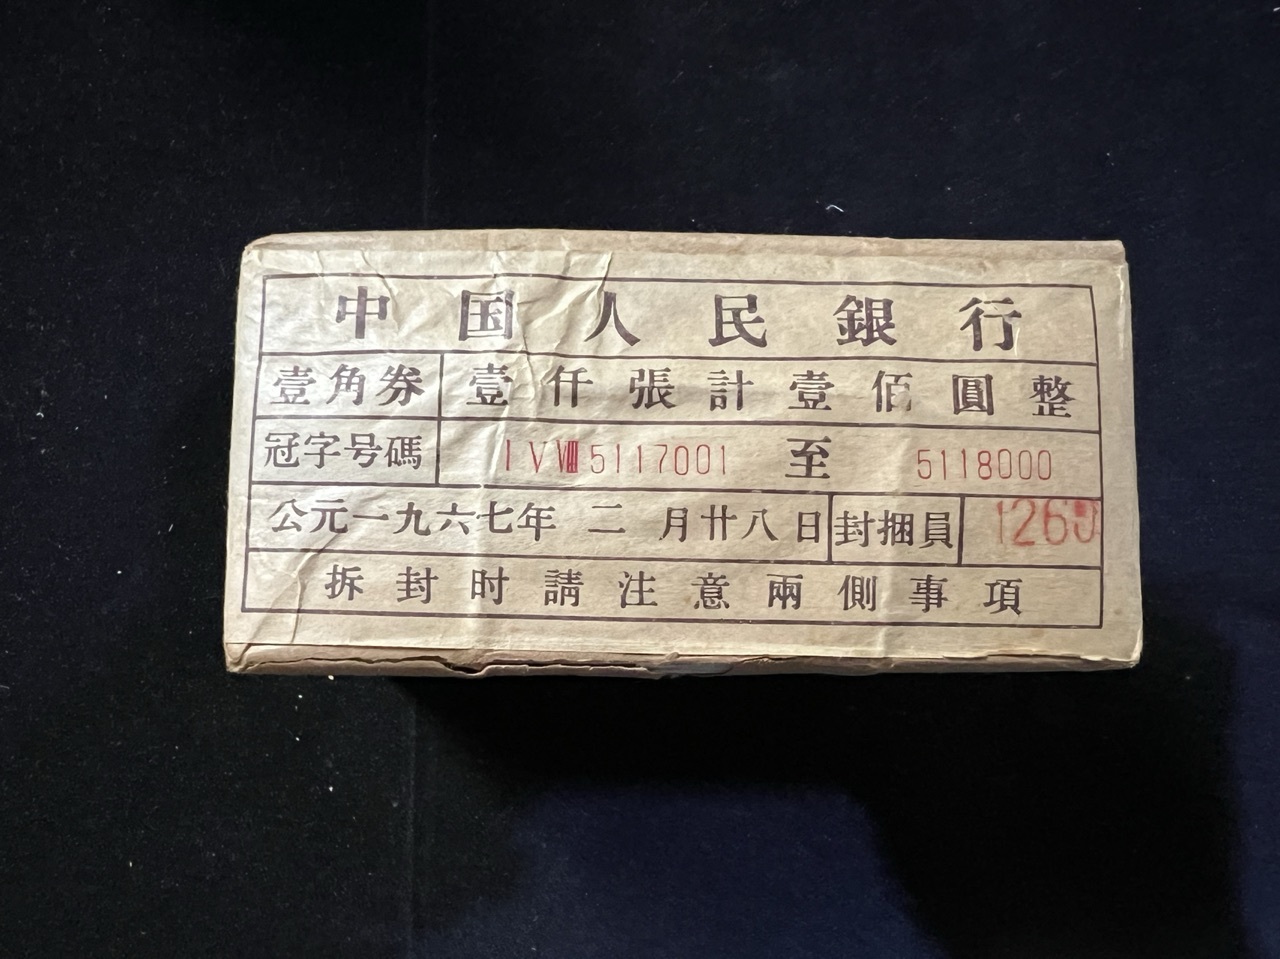 中国人民銀行
壹角券 壹仟張計壹佰圓整
冠字号碼 I V VIII 5117001 至 5118000
公元一九六七年 二 月廿八日 封捆員
拆封时請注意兩側事項